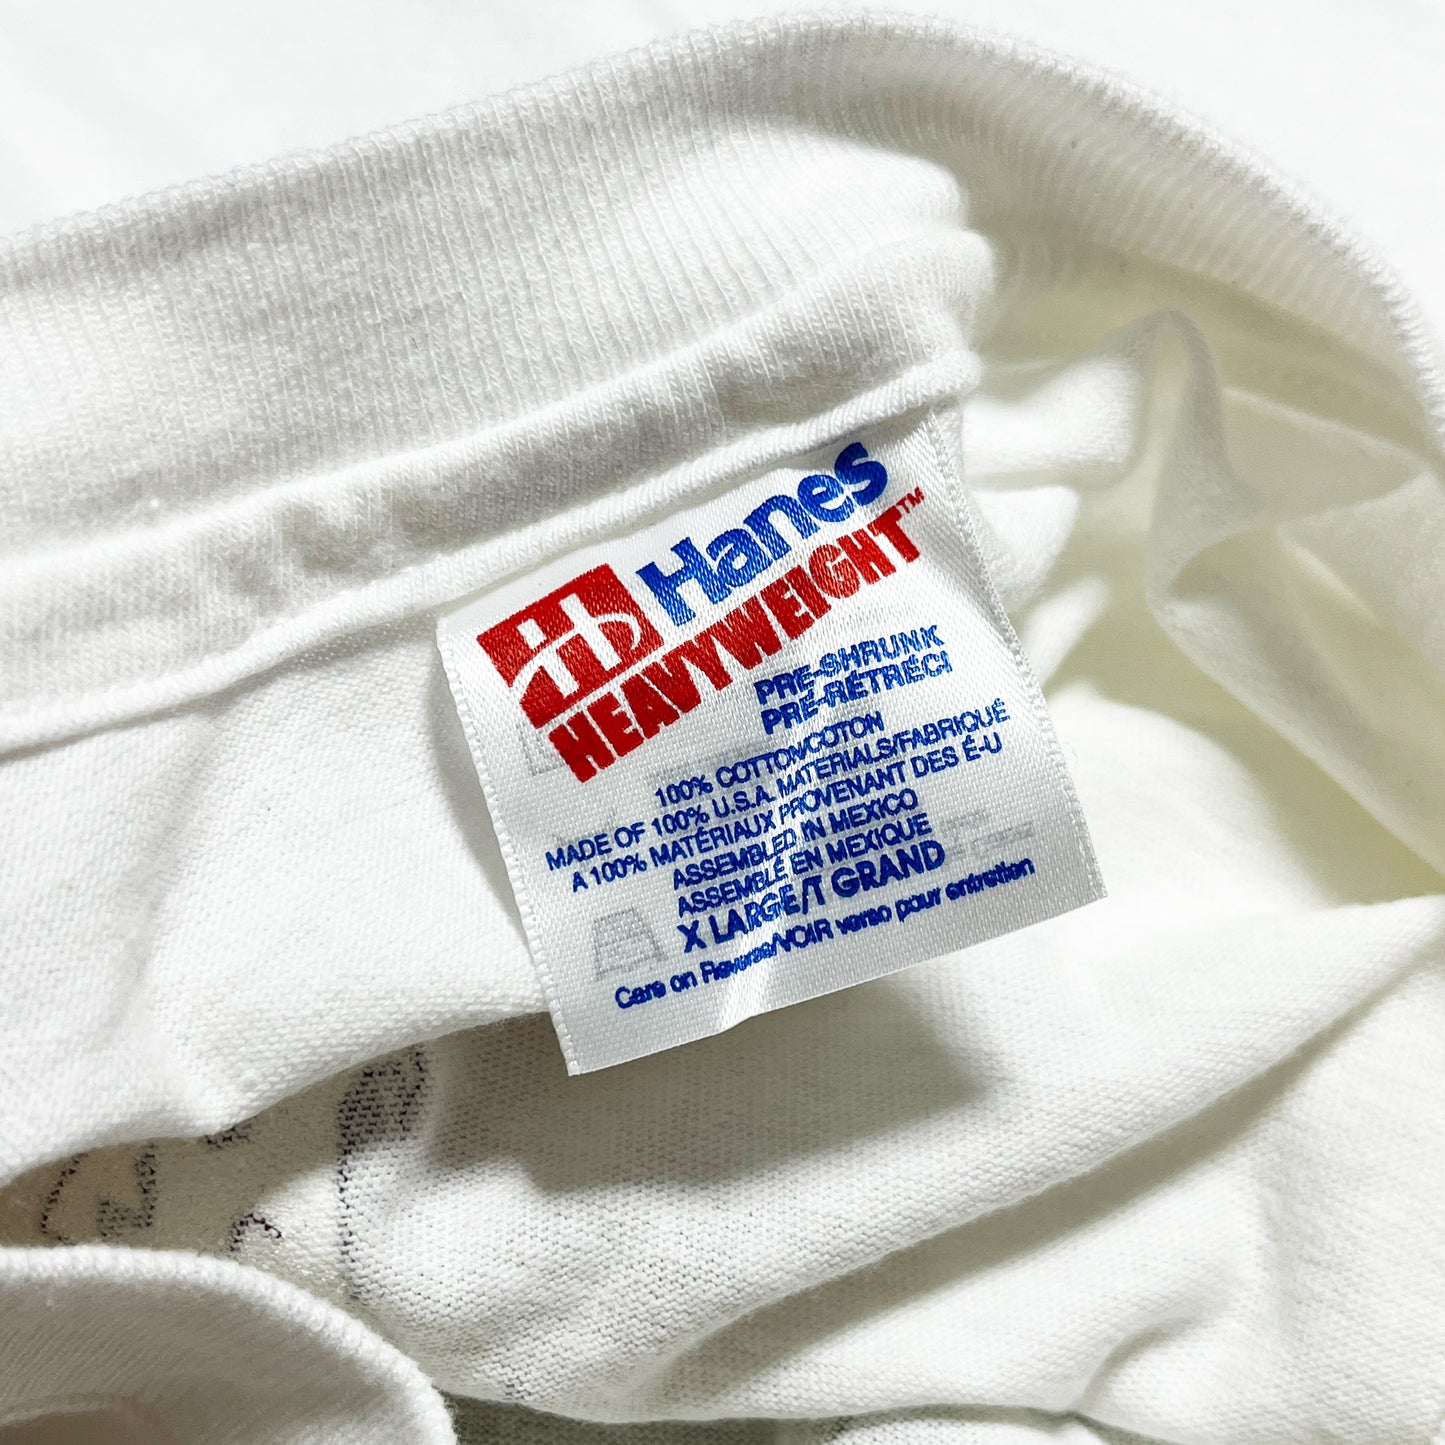 Hanes
HEAVYWEIGHT™
PRE-SHRUNK
PRÉ-RÉTRÉCI
100% COTTON/COTON
MADE OF 100% U.S.A. MATERIALS/FABRIQUÉ
A 100% MATÉRIAUX PROVENANT DES É-U
ASSEMBLED IN MEXICO
ASSEMBLÉ EN MEXIQUE
X LARGE/T GRAND
Care on Reverse/VOIR verso pour entretien